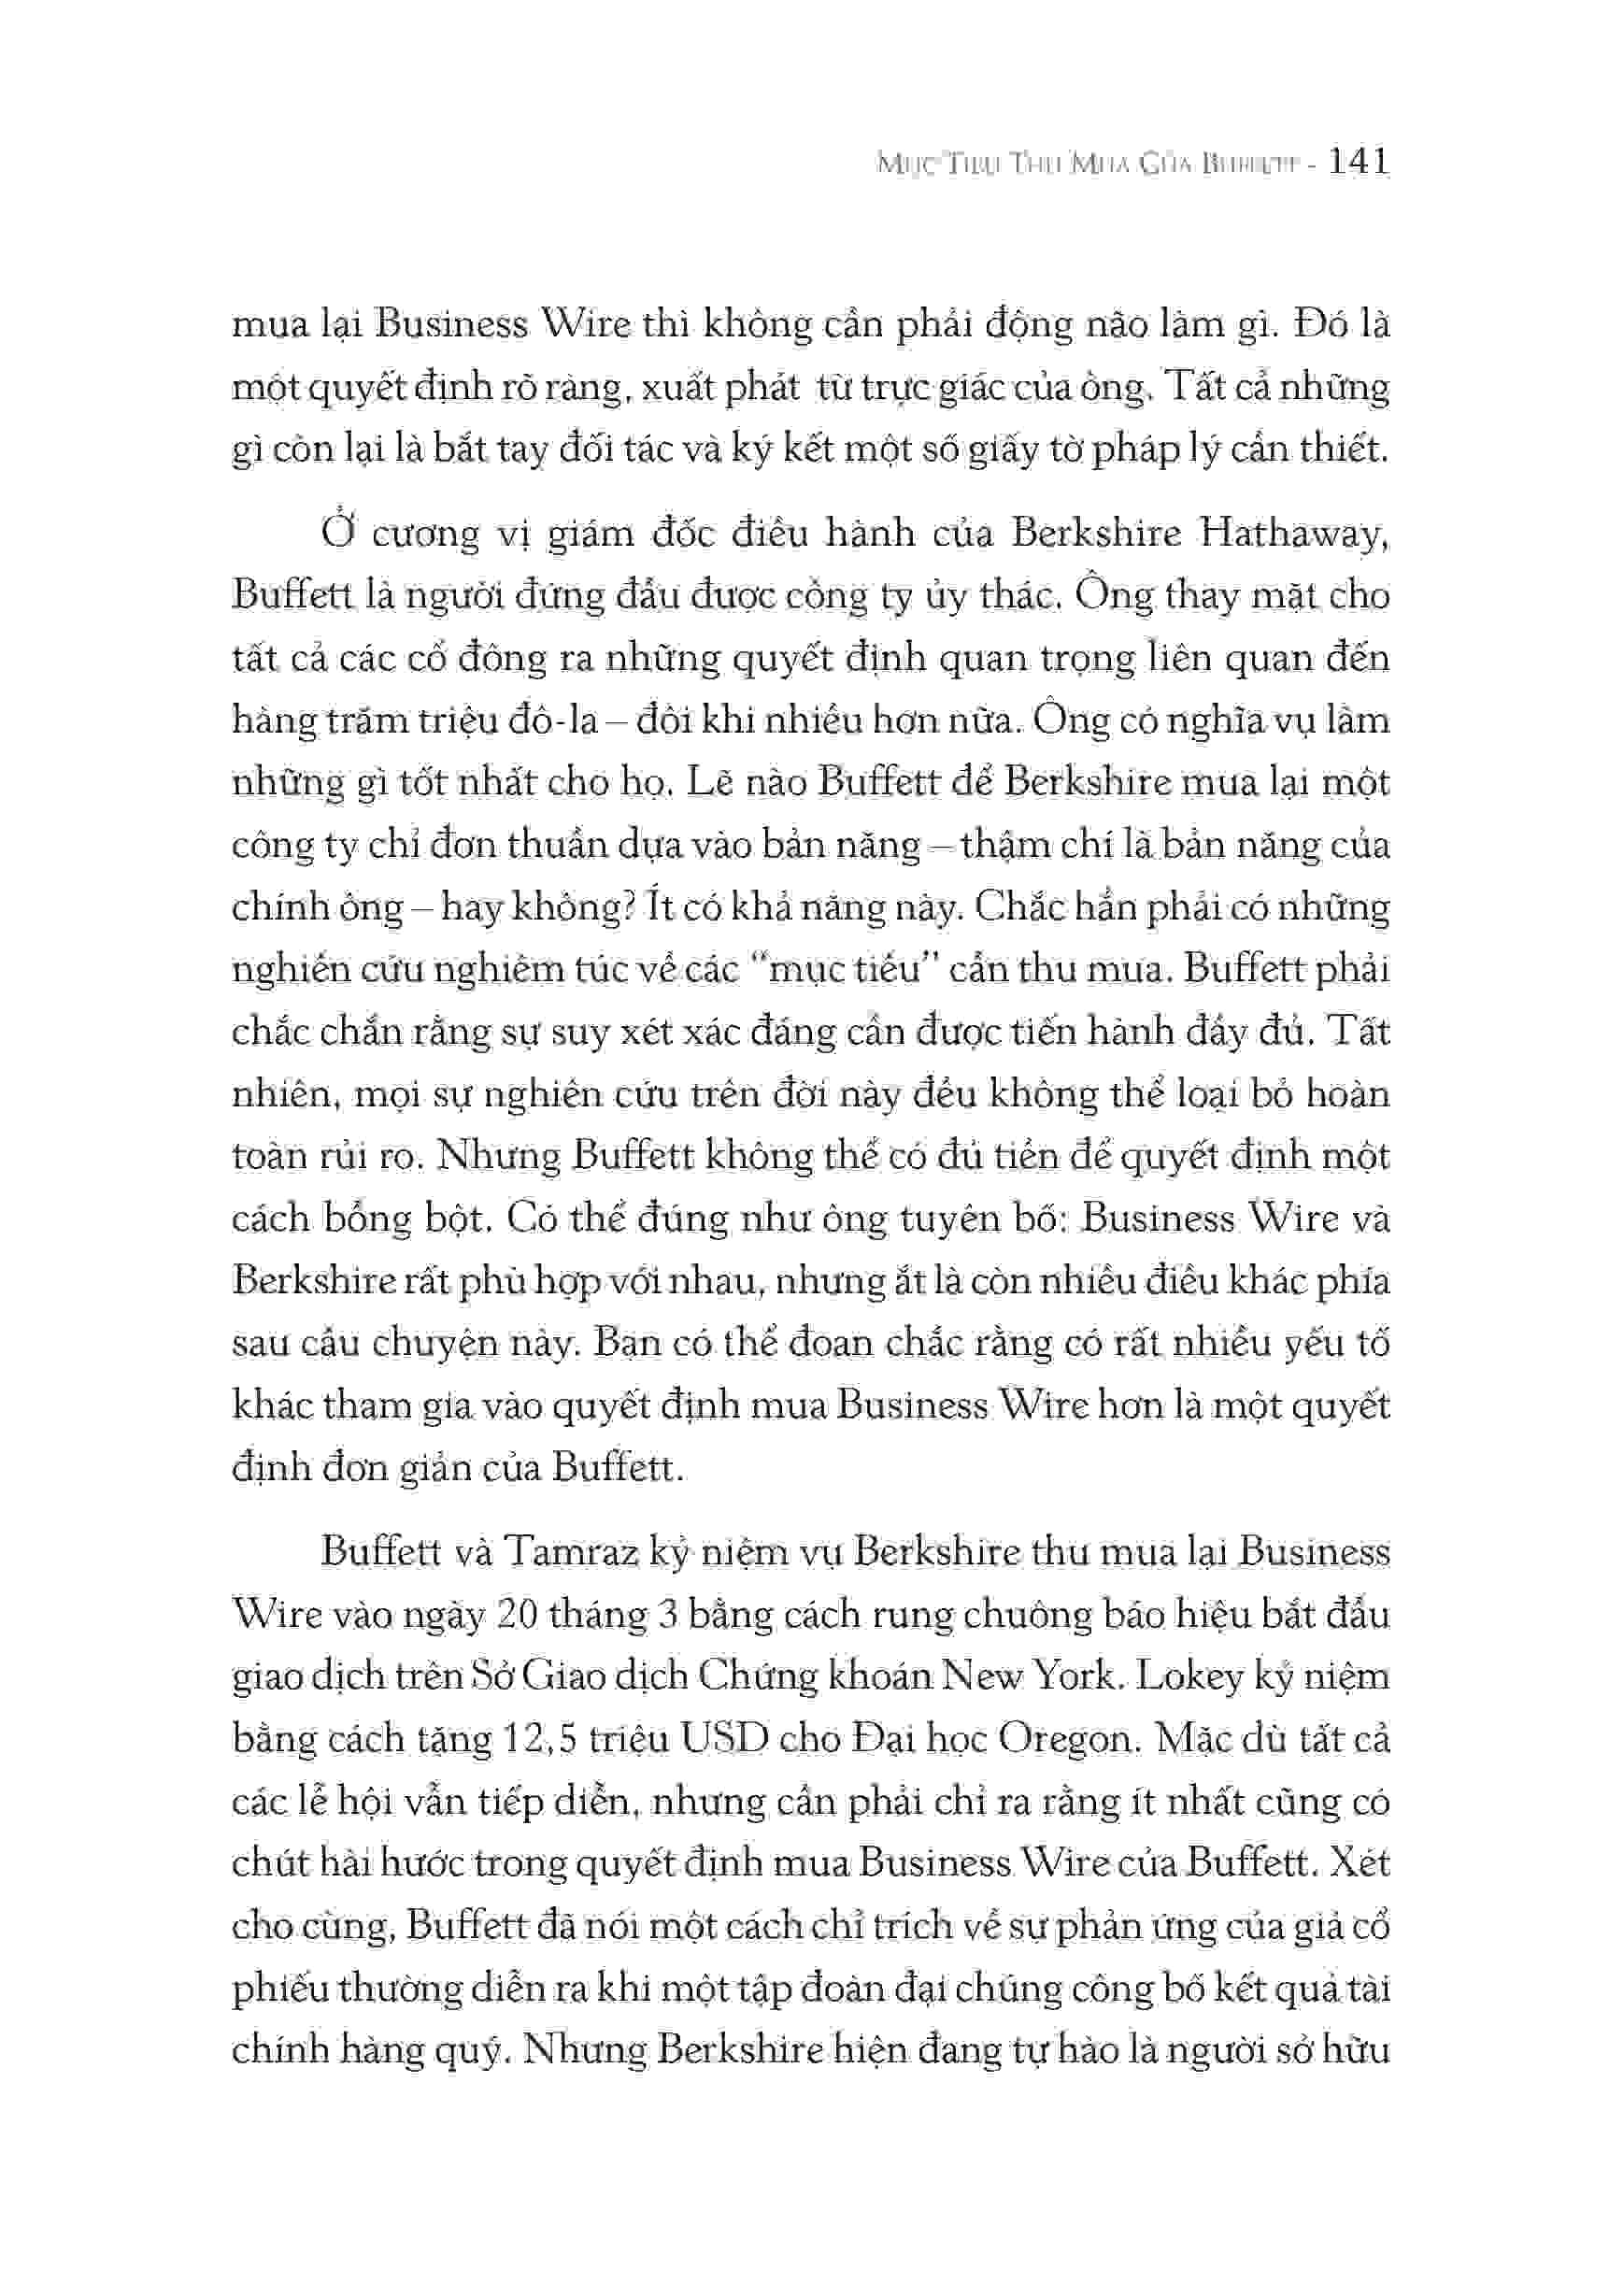 Mục Tiêu Thu Mua Của Buffett - 141
mua lại Business Wire thì không cần phải động não làm gì. Đó là
một quyết định rõ ràng, xuất phát từ trực giác của ông. Tất cả những
gì còn lại là bắt tay đối tác và ký kết một số giấy tờ pháp lý cần thiết.
Ở cương vị giám đốc điều hành của Berkshire Hathaway,
Buffett là người đứng đầu được công ty ủy thác. Ông thay mặt cho
tất cả các cổ đông ra những quyết định quan trọng liên quan đến
hàng trăm triệu đô-la – đôi khi nhiều hơn nữa. Ông có nghĩa vụ làm
những gì tốt nhất cho họ. Lẽ nào Buffett để Berkshire mua lại một
công ty chỉ đơn thuần dựa vào bản năng – thậm chí là bản năng của
chính ông – hay không? Ít có khả năng này. Chắc hẳn phải có những
nghiên cứu nghiêm túc về các “mục tiêu” cần thu mua. Buffett phải
chắc chắn rằng sự suy xét xác đáng cần được tiến hành đầy đủ. Tất
nhiên, mọi sự nghiên cứu trên đời này đều không thể loại bỏ hoàn
toàn rủi ro. Nhưng Buffett không thể có đủ tiền để quyết định một
cách bồng bột. Có thể đúng như ông tuyên bố: Business Wire và
Berkshire rất phù hợp với nhau, nhưng ắt là còn nhiều điều khác phía
sau câu chuyện này. Bạn có thể đoan chắc rằng có rất nhiều yếu tố
khác tham gia vào quyết định mua Business Wire hơn là một quyết
định đơn giản của Buffett.
Buffett và Tamraz kỷ niệm vụ Berkshire thu mua lại Business
Wire vào ngày 20 tháng 3 bằng cách rung chuông báo hiệu bắt đầu
giao dịch trên Sở Giao dịch Chứng khoán New York. Lokey kỷ niệm
bằng cách tặng 12,5 triệu USD cho Đại học Oregon. Mặc dù tất cả
các lễ hội vẫn tiếp diễn, nhưng cần phải chỉ ra rằng ít nhất cũng có
chút hài hước trong quyết định mua Business Wire của Buffett. Xét
cho cùng, Buffett đã nói một cách chỉ trích về sự phản ứng của giá cổ
phiếu thường diễn ra khi một tập đoàn đại chúng công bố kết quả tài
chính hàng quý. Nhưng Berkshire hiện đang tự hào là người sở hữu